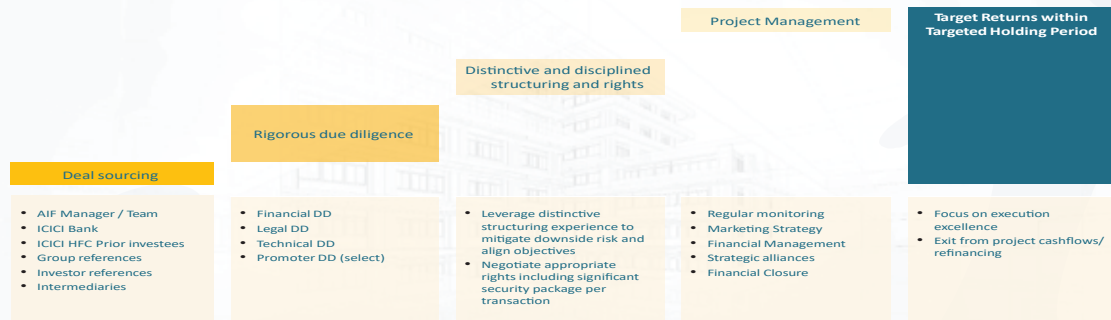 Deal sourcing
• AIF Manager / Team
• ICICI Bank
• ICICI HFC Prior investees
• Group references
• Investor references
• Intermediaries
Rigorous due diligence
• Financial DD
• Legal DD
• Technical DD
• Promoter DD (select)
Distinctive and disciplined
structuring and rights
• Leverage distinctive
structuring experience to
mitigate downside risk and
align objectives
• Negotiate appropriate
rights including significant
security package per
transaction
Project Management
• Regular monitoring
• Marketing Strategy
• Financial Management
• Strategic alliances
• Financial Closure
Target Returns within
Targeted Holding Period
• Focus on execution
excellence
• Exit from project cashflows/
refinancing